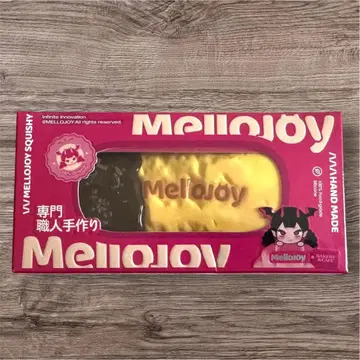 Mellojoy
Infinite Innovation
@MELLOJOY All rights reserved.
MELLOJOY SQUISHY
HAND MADE
Mellojoy
専門
職人手作り
Mellojoy
Mellojoy